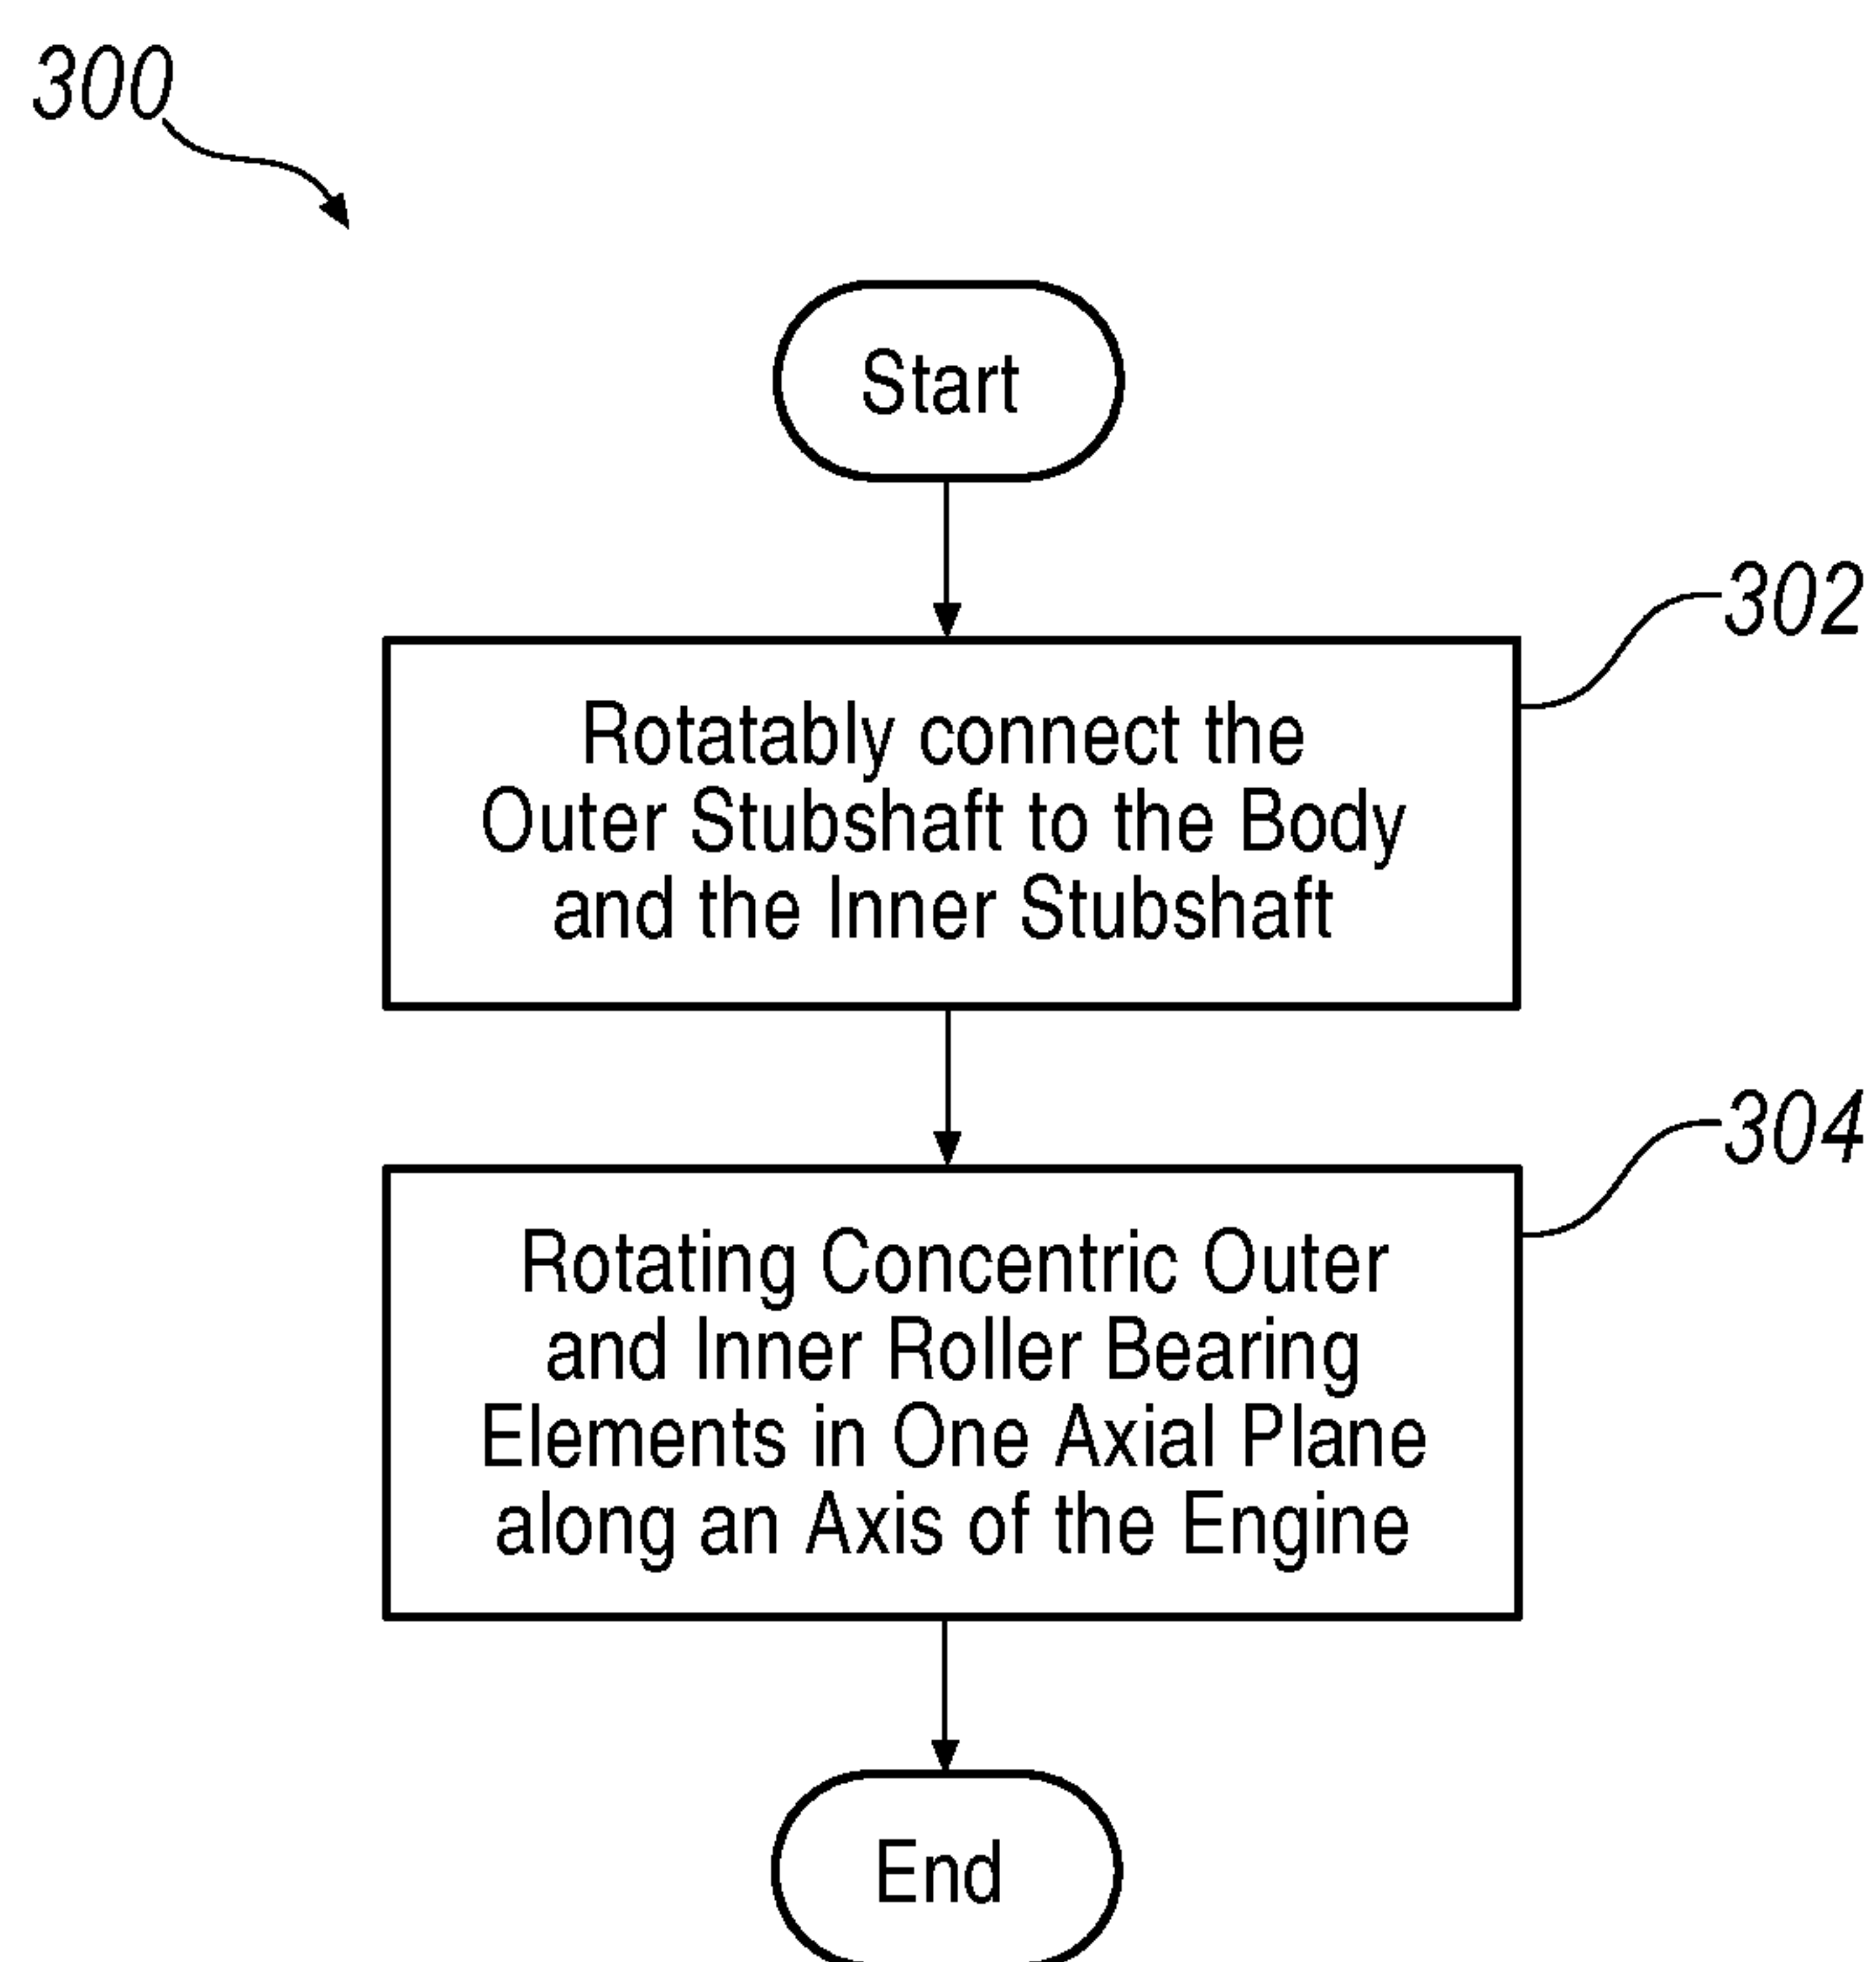 300
Start
302
Rotatably connect the
Outer Stubshaft to the Body
and the Inner Stubshaft
304
Rotating Concentric Outer
and Inner Roller Bearing
Elements in One Axial Plane
along an Axis of the Engine
End